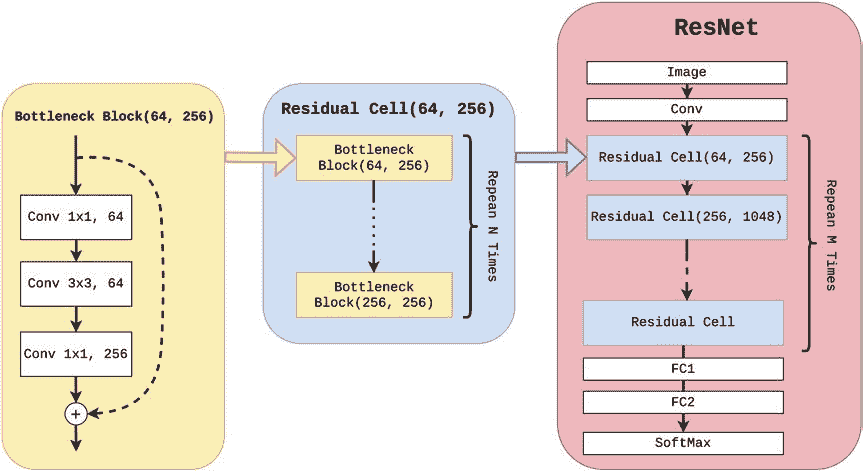 Bottleneck Block(64, 256)
Conv 1x1, 64
Conv 3x3, 64
Conv 1x1, 256
+
Residual Cell(64, 256)
Bottleneck
Block(64, 256)
Bottleneck
Block(256, 256)
Repean N Times
ResNet
Image
Conv
Residual Cell(64, 256)
Residual Cell(256, 1048)
Residual Cell
Repean M Times
FC1
FC2
SoftMax